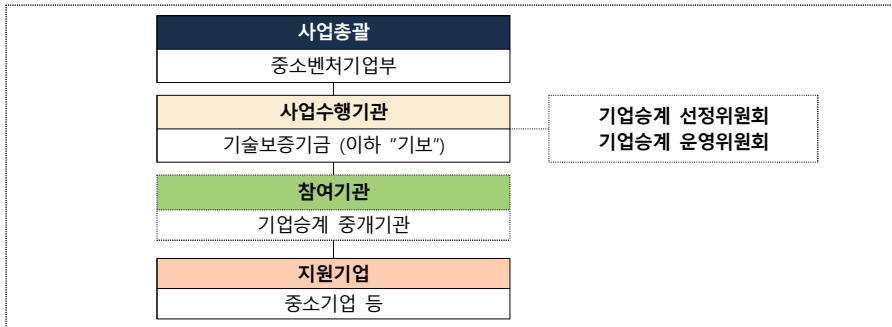 사업총괄
중소벤처기업부
사업수행기관
기술보증기금 (이하 “기보”)
기업승계 선정위원회
기업승계 운영위원회
참여기관
기업승계 중개기관
지원기업
중소기업 등